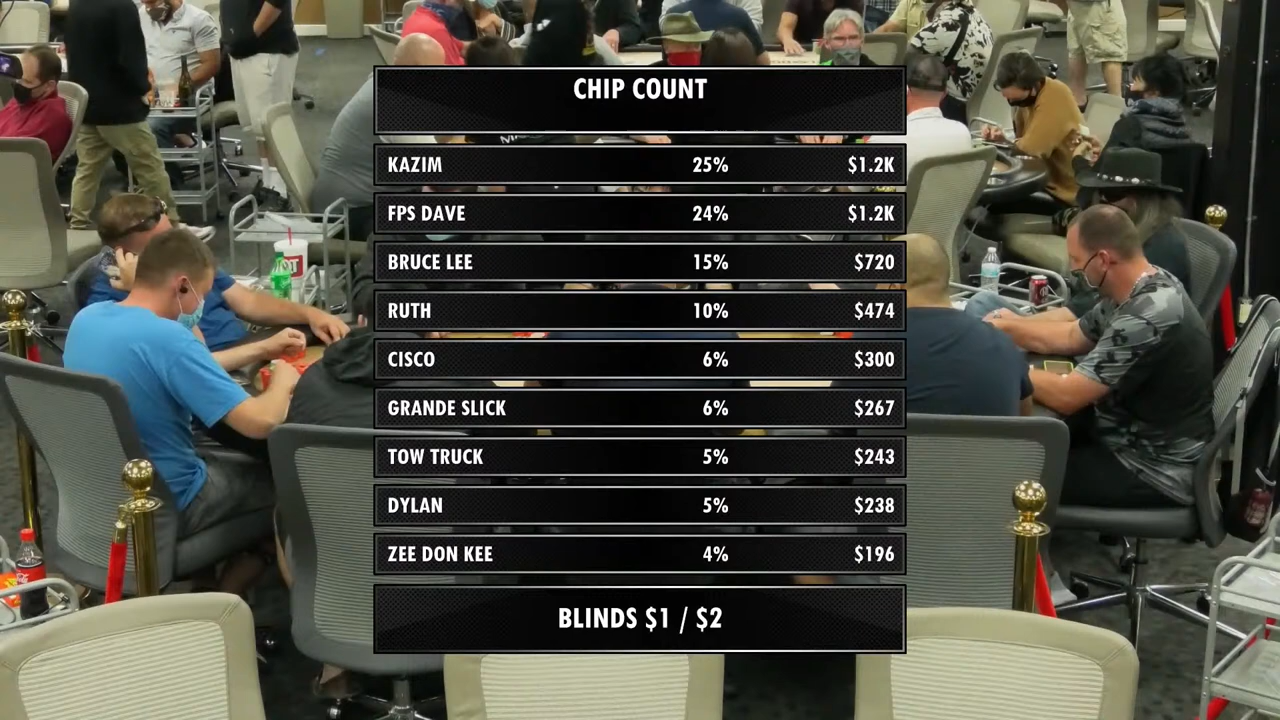 CHIP COUNT
KAZIM 25% $1.2K
FPS DAVE 24% $1.2K
BRUCE LEE 15% $720
RUTH 10% $474
CISCO 6% $300
GRANDE SLICK 6% $267
TOW TRUCK 5% $243
DYLAN 5% $238
ZEE DON KEE 4% $196
BLINDS $1 / $2